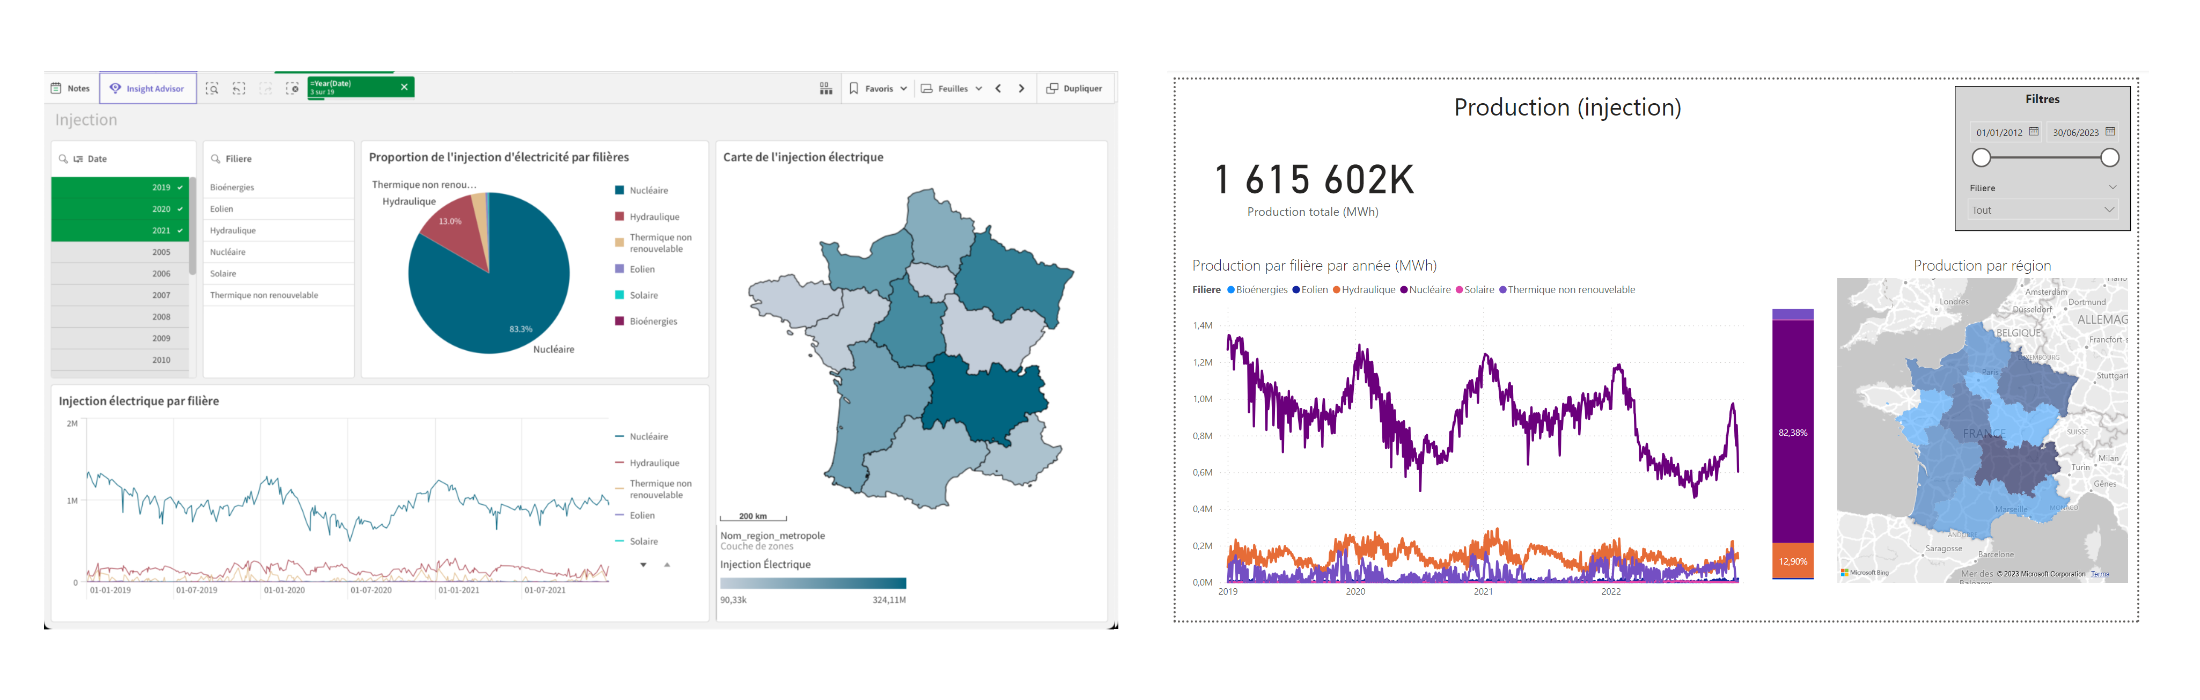 Notes
Insight Advisor
=Year(Date)
3 sur 19
Favoris
Feuilles
Dupliquer
Injection
Date
2019
2020
2021
2005
2006
2007
2008
2009
2010
Filiere
Bioénergies
Eolien
Hydraulique
Nucléaire
Solaire
Thermique non renouvelable
Proportion de l'injection d'électricité par filières
Thermique non renou...
Hydraulique
13.0%
83.3%
Nucléaire
Nucléaire
Hydraulique
Thermique non
renouvelable
Eolien
Solaire
Bioénergies
Carte de l'injection électrique
200 km
Nom_region_metropole
Couche de zones
Injection Électrique
90,33k
324,11M
Injection électrique par filière
2M
1M
0
01-01-2019
01-07-2019
01-01-2020
01-07-2020
01-01-2021
01-07-2021
Nucléaire
Hydraulique
Thermique non
renouvelable
Eolien
Solaire
Production (injection)
1 615 602K
Production totale (MWh)
Filtres
01/01/2012
30/06/2023
Filiere
Tout
Production par filière par année (MWh)
Filiere Bioénergies Eolien Hydraulique Nucléaire Solaire Thermique non renouvelable
1,4M
1,2M
1,0M
0,8M
0,6M
0,4M
0,2M
0,0M
2019
2020
2021
2022
82,38%
12,90%
Production par région
Londres
Amsterdam
Dortmund
Düsseldorf
ALLEMAG
BELGIQUE
Francfort-s
Paris
Stuttgart
FRANCE
SUISSE
Milan
Turin
Gênes
Marseille
MONACO
Saragosse
Barcelone
Microsoft Bing
Mer des
© 2023 Microsoft Corporation Terms